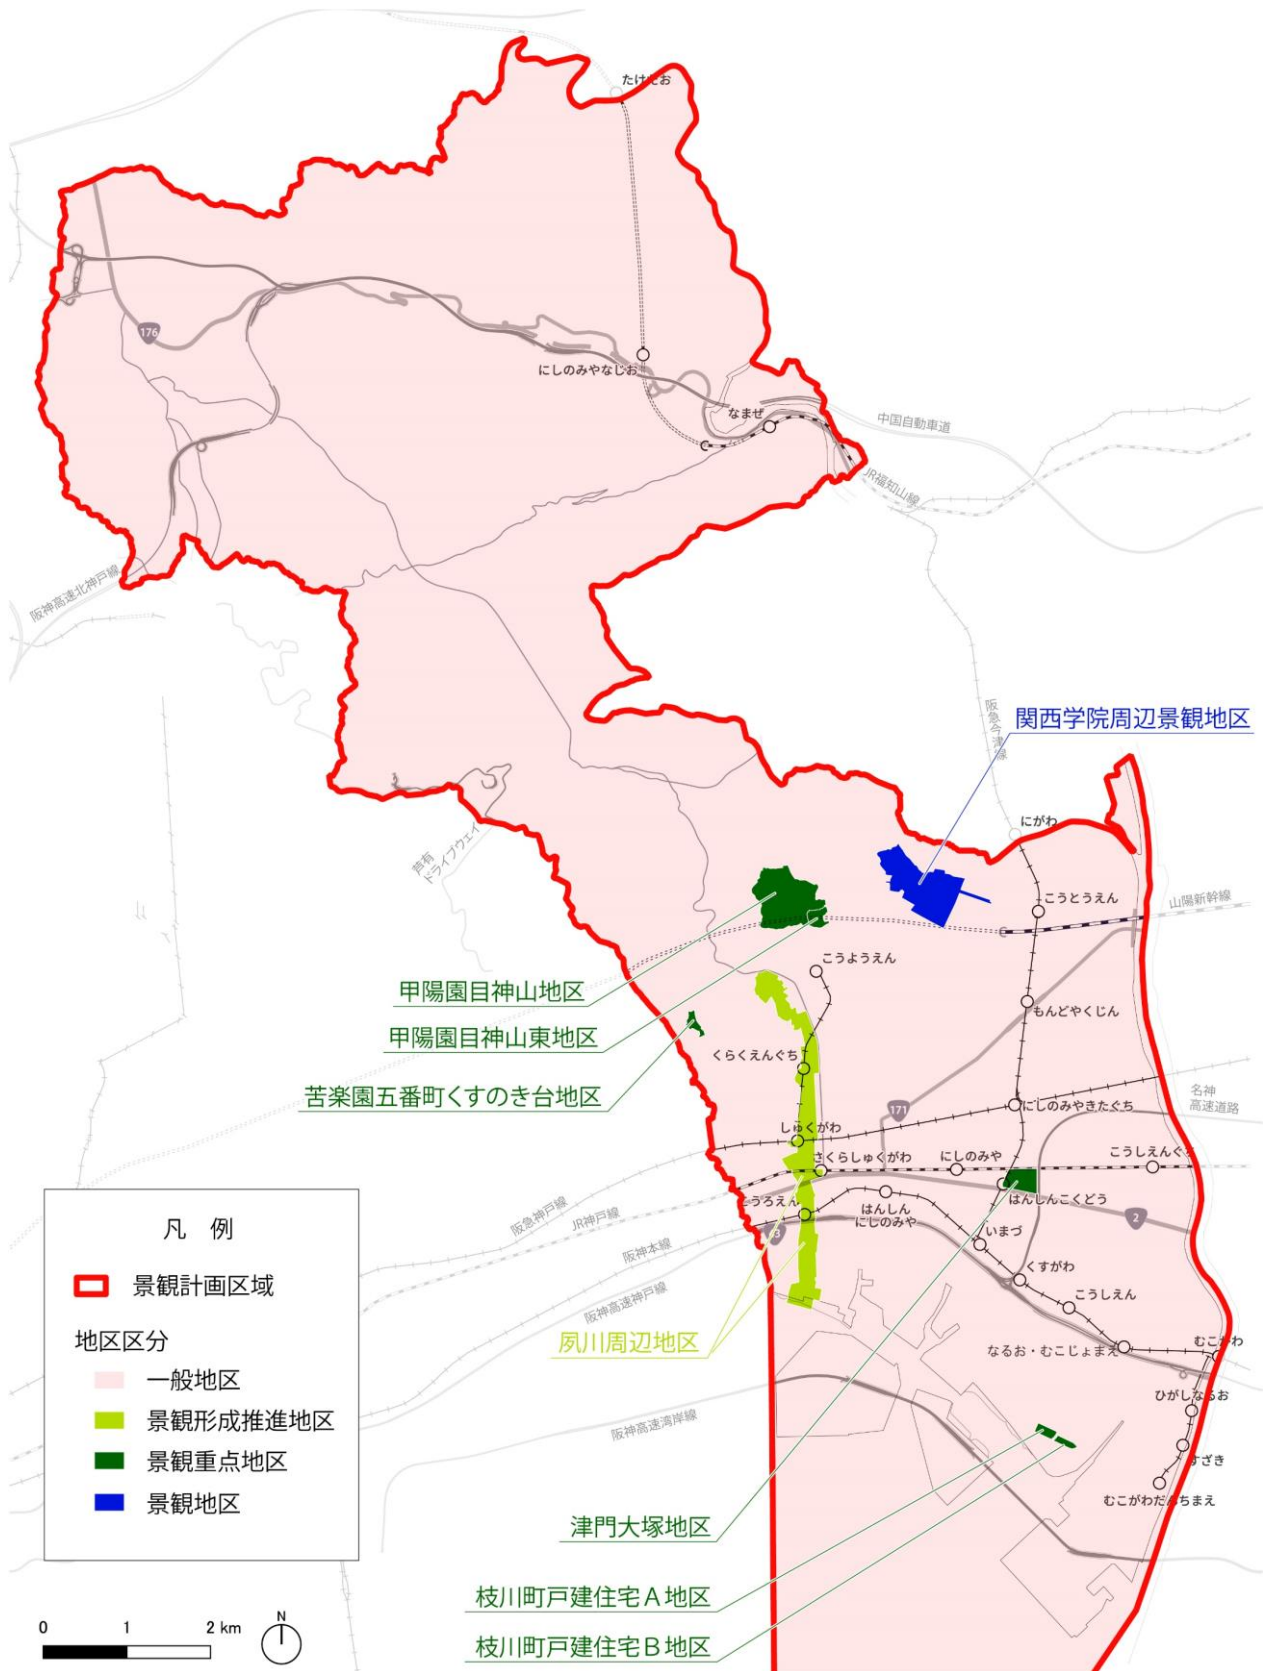 たけだお
176
にしのみやなじお
なまぜ
中国自動車道
JR福知山線
阪神高速北神戸線
阪急今津線
関西学院周辺景観地区
にがわ
芦有
ドライブウェイ
こうとうえん
山陽新幹線
こうようえん
甲陽園目神山地区
もんどやくじん
甲陽園目神山東地区
くらくえんぐち
苦楽園五番町くすのき台地区
171
にしのみやきたぐち
名神
高速道路
しゅくがわ
さくらしゅくがわ
にしのみや
こうしえんぐち
こうろえん
はんしん
にしのみや
はんしんこくどう
2
阪急神戸線
JR神戸線
阪神本線
いまづ
くすがわ
阪神高速神戸線
こうしえん
夙川周辺地区
なるお・むこじょまえ
むこがわ
ひがしなるお
阪神高速湾岸線
すざき
むこがわだんちまえ
津門大塚地区
枝川町戸建住宅A地区
枝川町戸建住宅B地区
凡 例
景観計画区域
地区区分
一般地区
景観形成推進地区
景観重点地区
景観地区
0 1 2 km
N